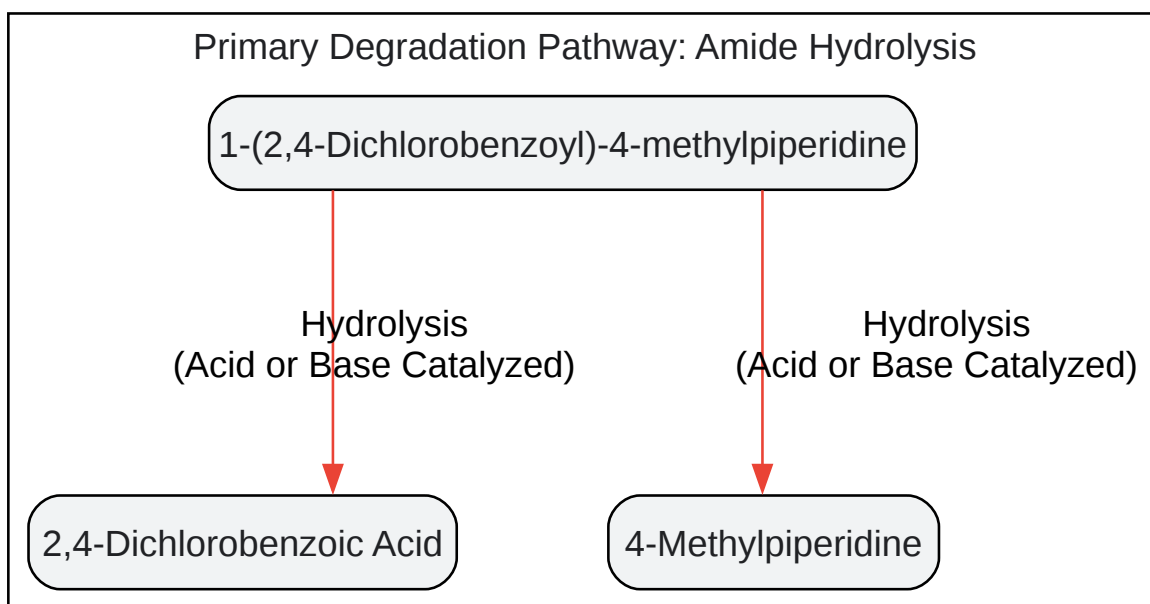 Primary Degradation Pathway: Amide Hydrolysis
1-(2,4-Dichlorobenzoyl)-4-methylpiperidine
Hydrolysis
(Acid or Base Catalyzed)
Hydrolysis
(Acid or Base Catalyzed)
2,4-Dichlorobenzoic Acid
4-Methylpiperidine